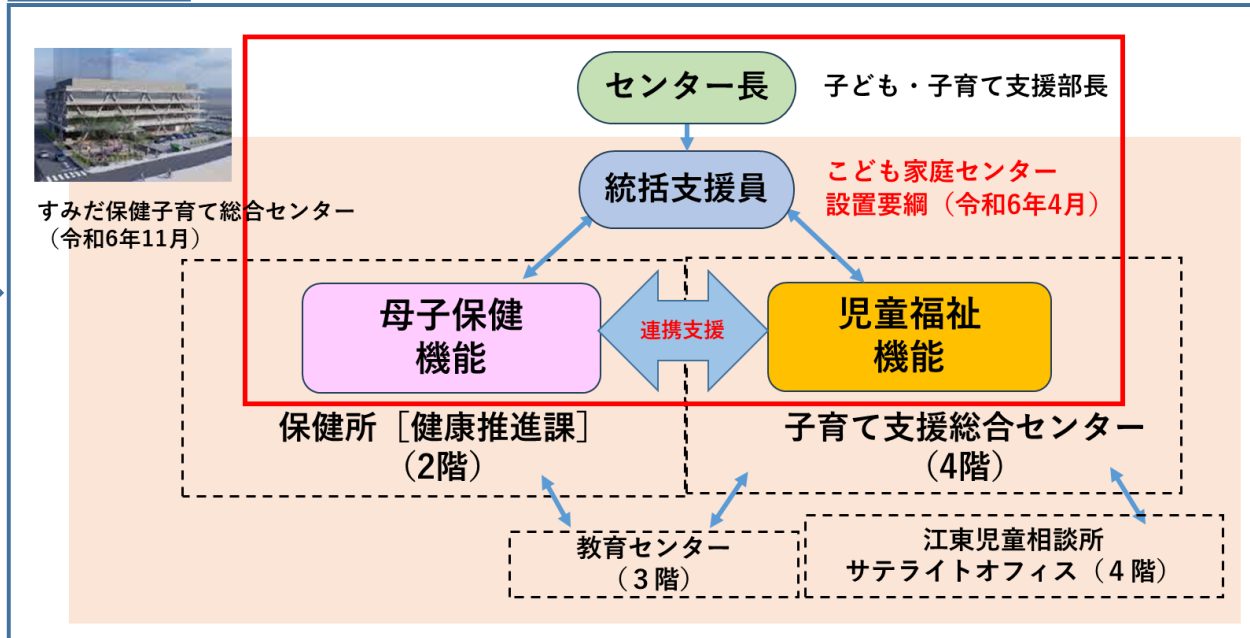 センター長
子ども・子育て支援部長
統括支援員
こども家庭センター
設置要綱（令和6年4月）
すみだ保健子育て総合センター
（令和6年11月）
母子保健
機能
連携支援
児童福祉
機能
保健所［健康推進課］
（2階）
子育て支援総合センター
（4階）
教育センター
（３階）
江東児童相談所
サテライトオフィス（４階）